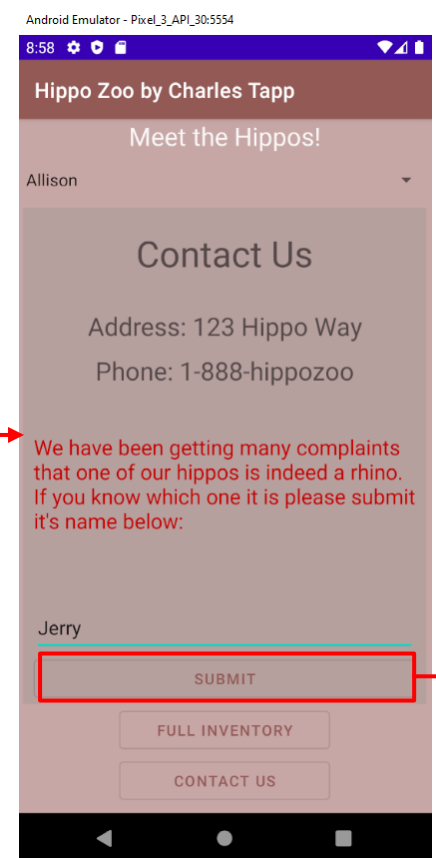 Android Emulator - Pixel_3_API_30:5554
8:58
Hippo Zoo by Charles Tapp
Meet the Hippos!
Allison
Contact Us
Address: 123 Hippo Way
Phone: 1-888-hippozoo
We have been getting many complaints
that one of our hippos is indeed a rhino.
If you know which one it is please submit
it's name below:
Jerry
SUBMIT
FULL INVENTORY
CONTACT US